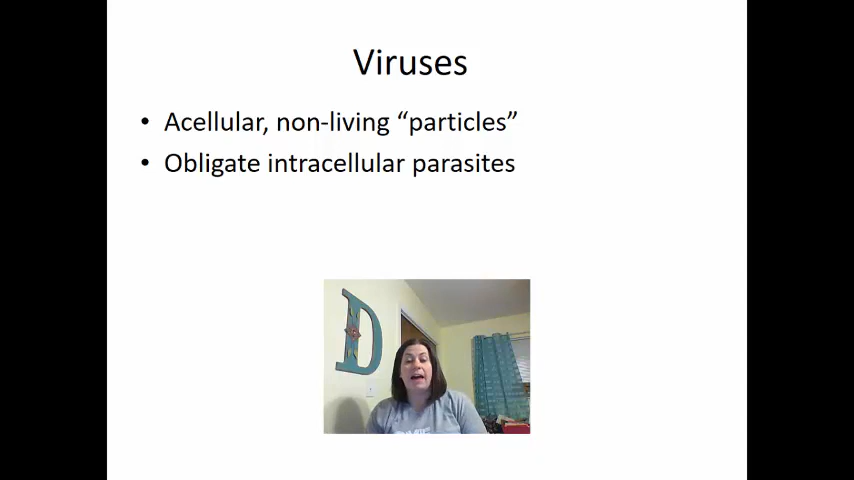 Viruses
• Acellular, non-living “particles”
• Obligate intracellular parasites
D